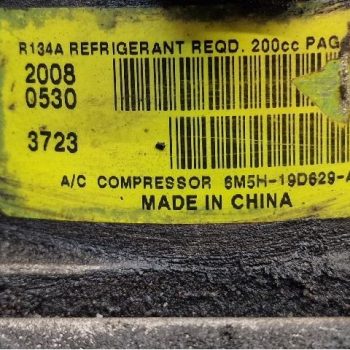 R134A REFRIGERANT REQD. 200cc PAG
2008
0530
3723
A/C COMPRESSOR 6M5H-19D629-A
MADE IN CHINA